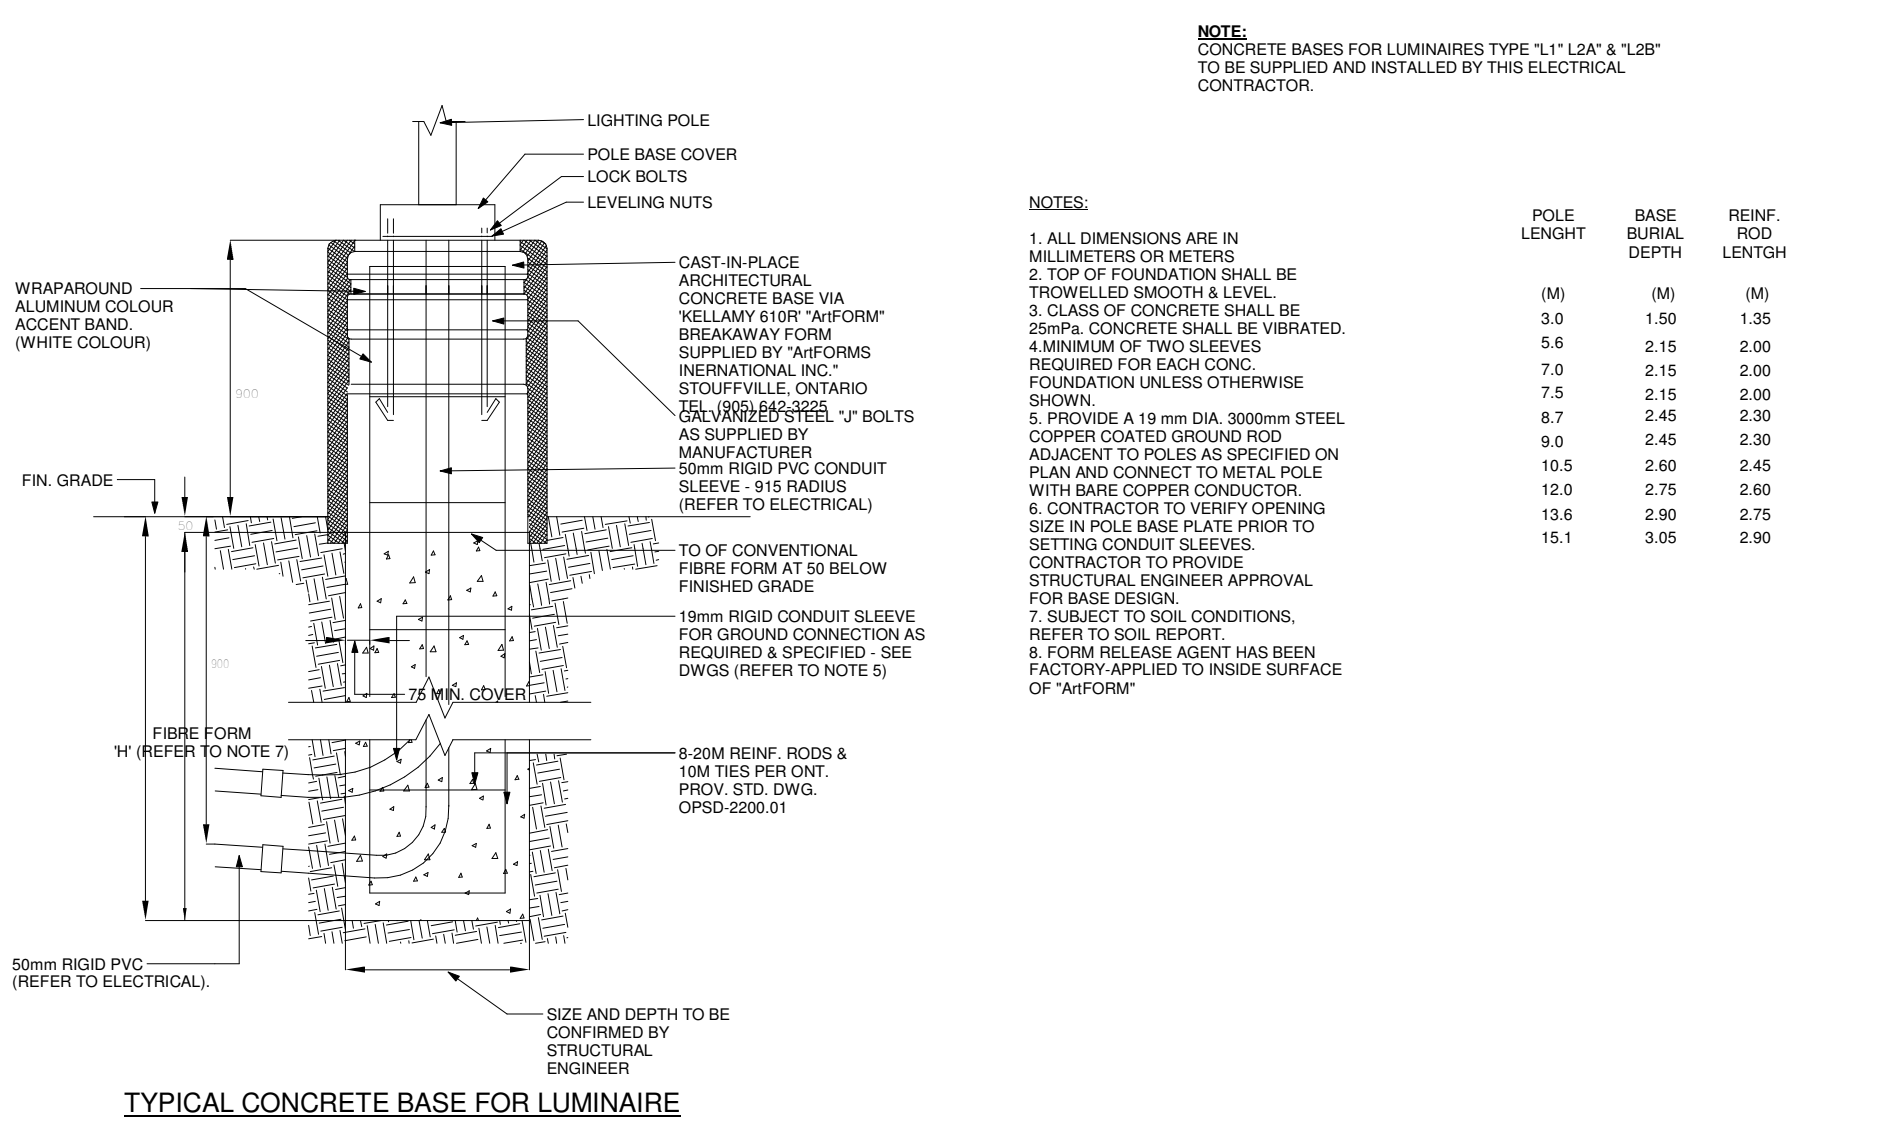 NOTE:
CONCRETE BASES FOR LUMINAIRES TYPE "L1" L2A" & "L2B"
TO BE SUPPLIED AND INSTALLED BY THIS ELECTRICAL
CONTRACTOR.
LIGHTING POLE
POLE BASE COVER
LOCK BOLTS
LEVELING NUTS
CAST-IN-PLACE
ARCHITECTURAL
CONCRETE BASE VIA
'KELLAMY 610R' "ArtFORM"
BREAKAWAY FORM
SUPPLIED BY "ArtFORMS
INERNATIONAL INC."
STOUFFVILLE, ONTARIO
TEL. (905) 642-3225
GALVANIZED STEEL "J" BOLTS
AS SUPPLIED BY
MANUFACTURER
50mm RIGID PVC CONDUIT
SLEEVE - 915 RADIUS
(REFER TO ELECTRICAL)
TO OF CONVENTIONAL
FIBRE FORM AT 50 BELOW
FINISHED GRADE
19mm RIGID CONDUIT SLEEVE
FOR GROUND CONNECTION AS
REQUIRED & SPECIFIED - SEE
DWGS (REFER TO NOTE 5)
75 MIN. COVER
8-20M REINF. RODS &
10M TIES PER ONT.
PROV. STD. DWG.
OPSD-2200.01
WRAPAROUND
ALUMINUM COLOUR
ACCENT BAND.
(WHITE COLOUR)
900
FIN. GRADE
50
900
FIBRE FORM
'H' (REFER TO NOTE 7)
50mm RIGID PVC
(REFER TO ELECTRICAL).
SIZE AND DEPTH TO BE
CONFIRMED BY
STRUCTURAL
ENGINEER
TYPICAL CONCRETE BASE FOR LUMINAIRE
NOTES:
1. ALL DIMENSIONS ARE IN
MILLIMETERS OR METERS
2. TOP OF FOUNDATION SHALL BE
TROWELLED SMOOTH & LEVEL.
3. CLASS OF CONCRETE SHALL BE
25mPa. CONCRETE SHALL BE VIBRATED.
4.MINIMUM OF TWO SLEEVES
REQUIRED FOR EACH CONC.
FOUNDATION UNLESS OTHERWISE
SHOWN.
5. PROVIDE A 19 mm DIA. 3000mm STEEL
COPPER COATED GROUND ROD
ADJACENT TO POLES AS SPECIFIED ON
PLAN AND CONNECT TO METAL POLE
WITH BARE COPPER CONDUCTOR.
6. CONTRACTOR TO VERIFY OPENING
SIZE IN POLE BASE PLATE PRIOR TO
SETTING CONDUIT SLEEVES.
CONTRACTOR TO PROVIDE
STRUCTURAL ENGINEER APPROVAL
FOR BASE DESIGN.
7. SUBJECT TO SOIL CONDITIONS,
REFER TO SOIL REPORT.
8. FORM RELEASE AGENT HAS BEEN
FACTORY-APPLIED TO INSIDE SURFACE
OF "ArtFORM"
POLE BASE REINF.
LENGHT BURIAL ROD
DEPTH LENTGH
(M) (M) (M)
3.0 1.50 1.35
5.6 2.15 2.00
7.0 2.15 2.00
7.5 2.15 2.00
8.7 2.45 2.30
9.0 2.45 2.30
10.5 2.60 2.45
12.0 2.75 2.60
13.6 2.90 2.75
15.1 3.05 2.90